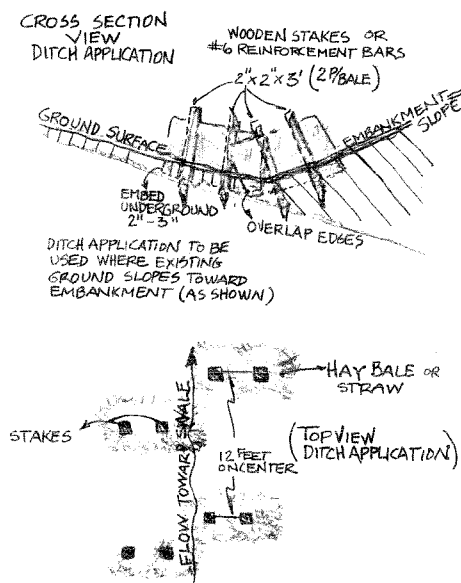 CROSS SECTION
VIEW
DITCH APPLICATION
WOODEN STAKES OR
#6 REINFORCEMENT BARS
2"x2"x3' (2P/BALE)
GROUND SURFACE
EMBANKMENT
SLOPE
EMBED
UNDERGROUND
2"-3"
OVERLAP EDGES
DITCH APPLICATION TO BE
USED WHERE EXISTING
GROUND SLOPES TOWARD
EMBANKMENT (AS SHOWN)
HAY BALE OR
STRAW
STAKES
FLOW TOWARD SWALE
12 FEET
ON CENTER
(TOP VIEW
DITCH APPLICATION)